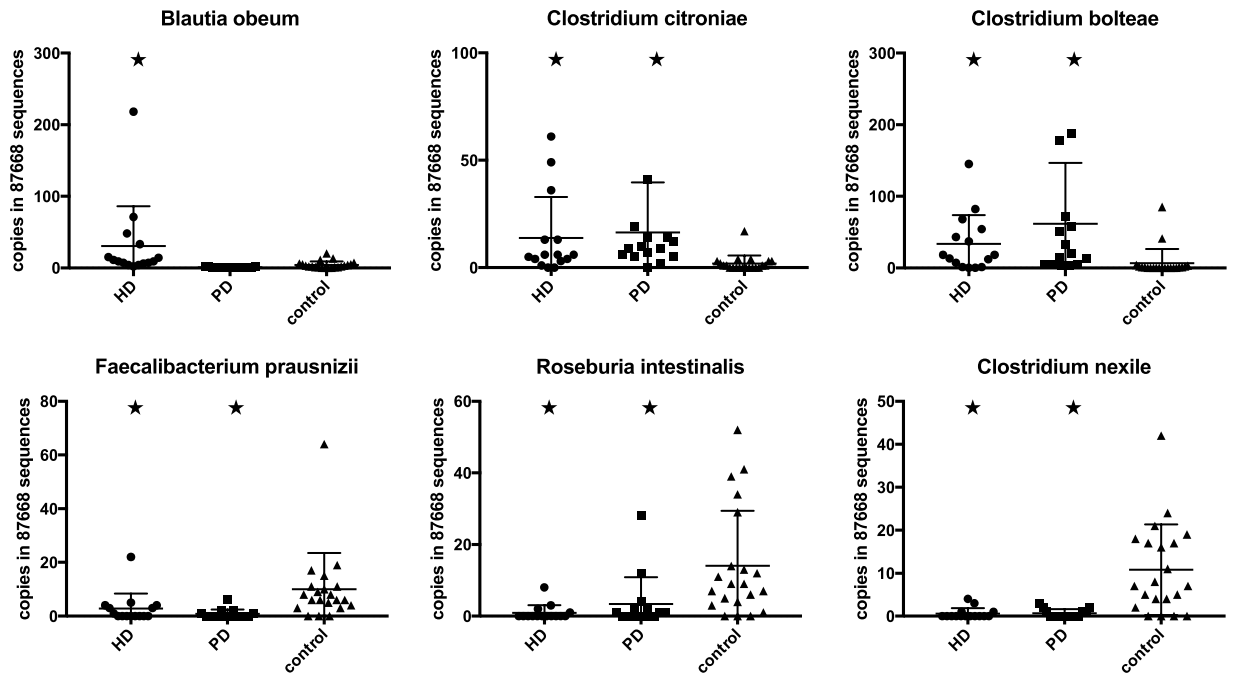 Blautia obeum
copies in 87668 sequences
300
200
100
0
HD
PD
control
Clostridium citroniae
copies in 87668 sequences
100
50
0
HD
PD
control
Clostridium bolteae
copies in 87668 sequences
300
200
100
0
HD
PD
control
Faecalibacterium prausnizii
copies in 87668 sequences
80
60
40
20
0
HD
PD
control
Roseburia intestinalis
copies in 87668 sequences
60
40
20
0
HD
PD
control
Clostridium nexile
copies in 87668 sequences
50
40
30
20
10
0
HD
PD
control